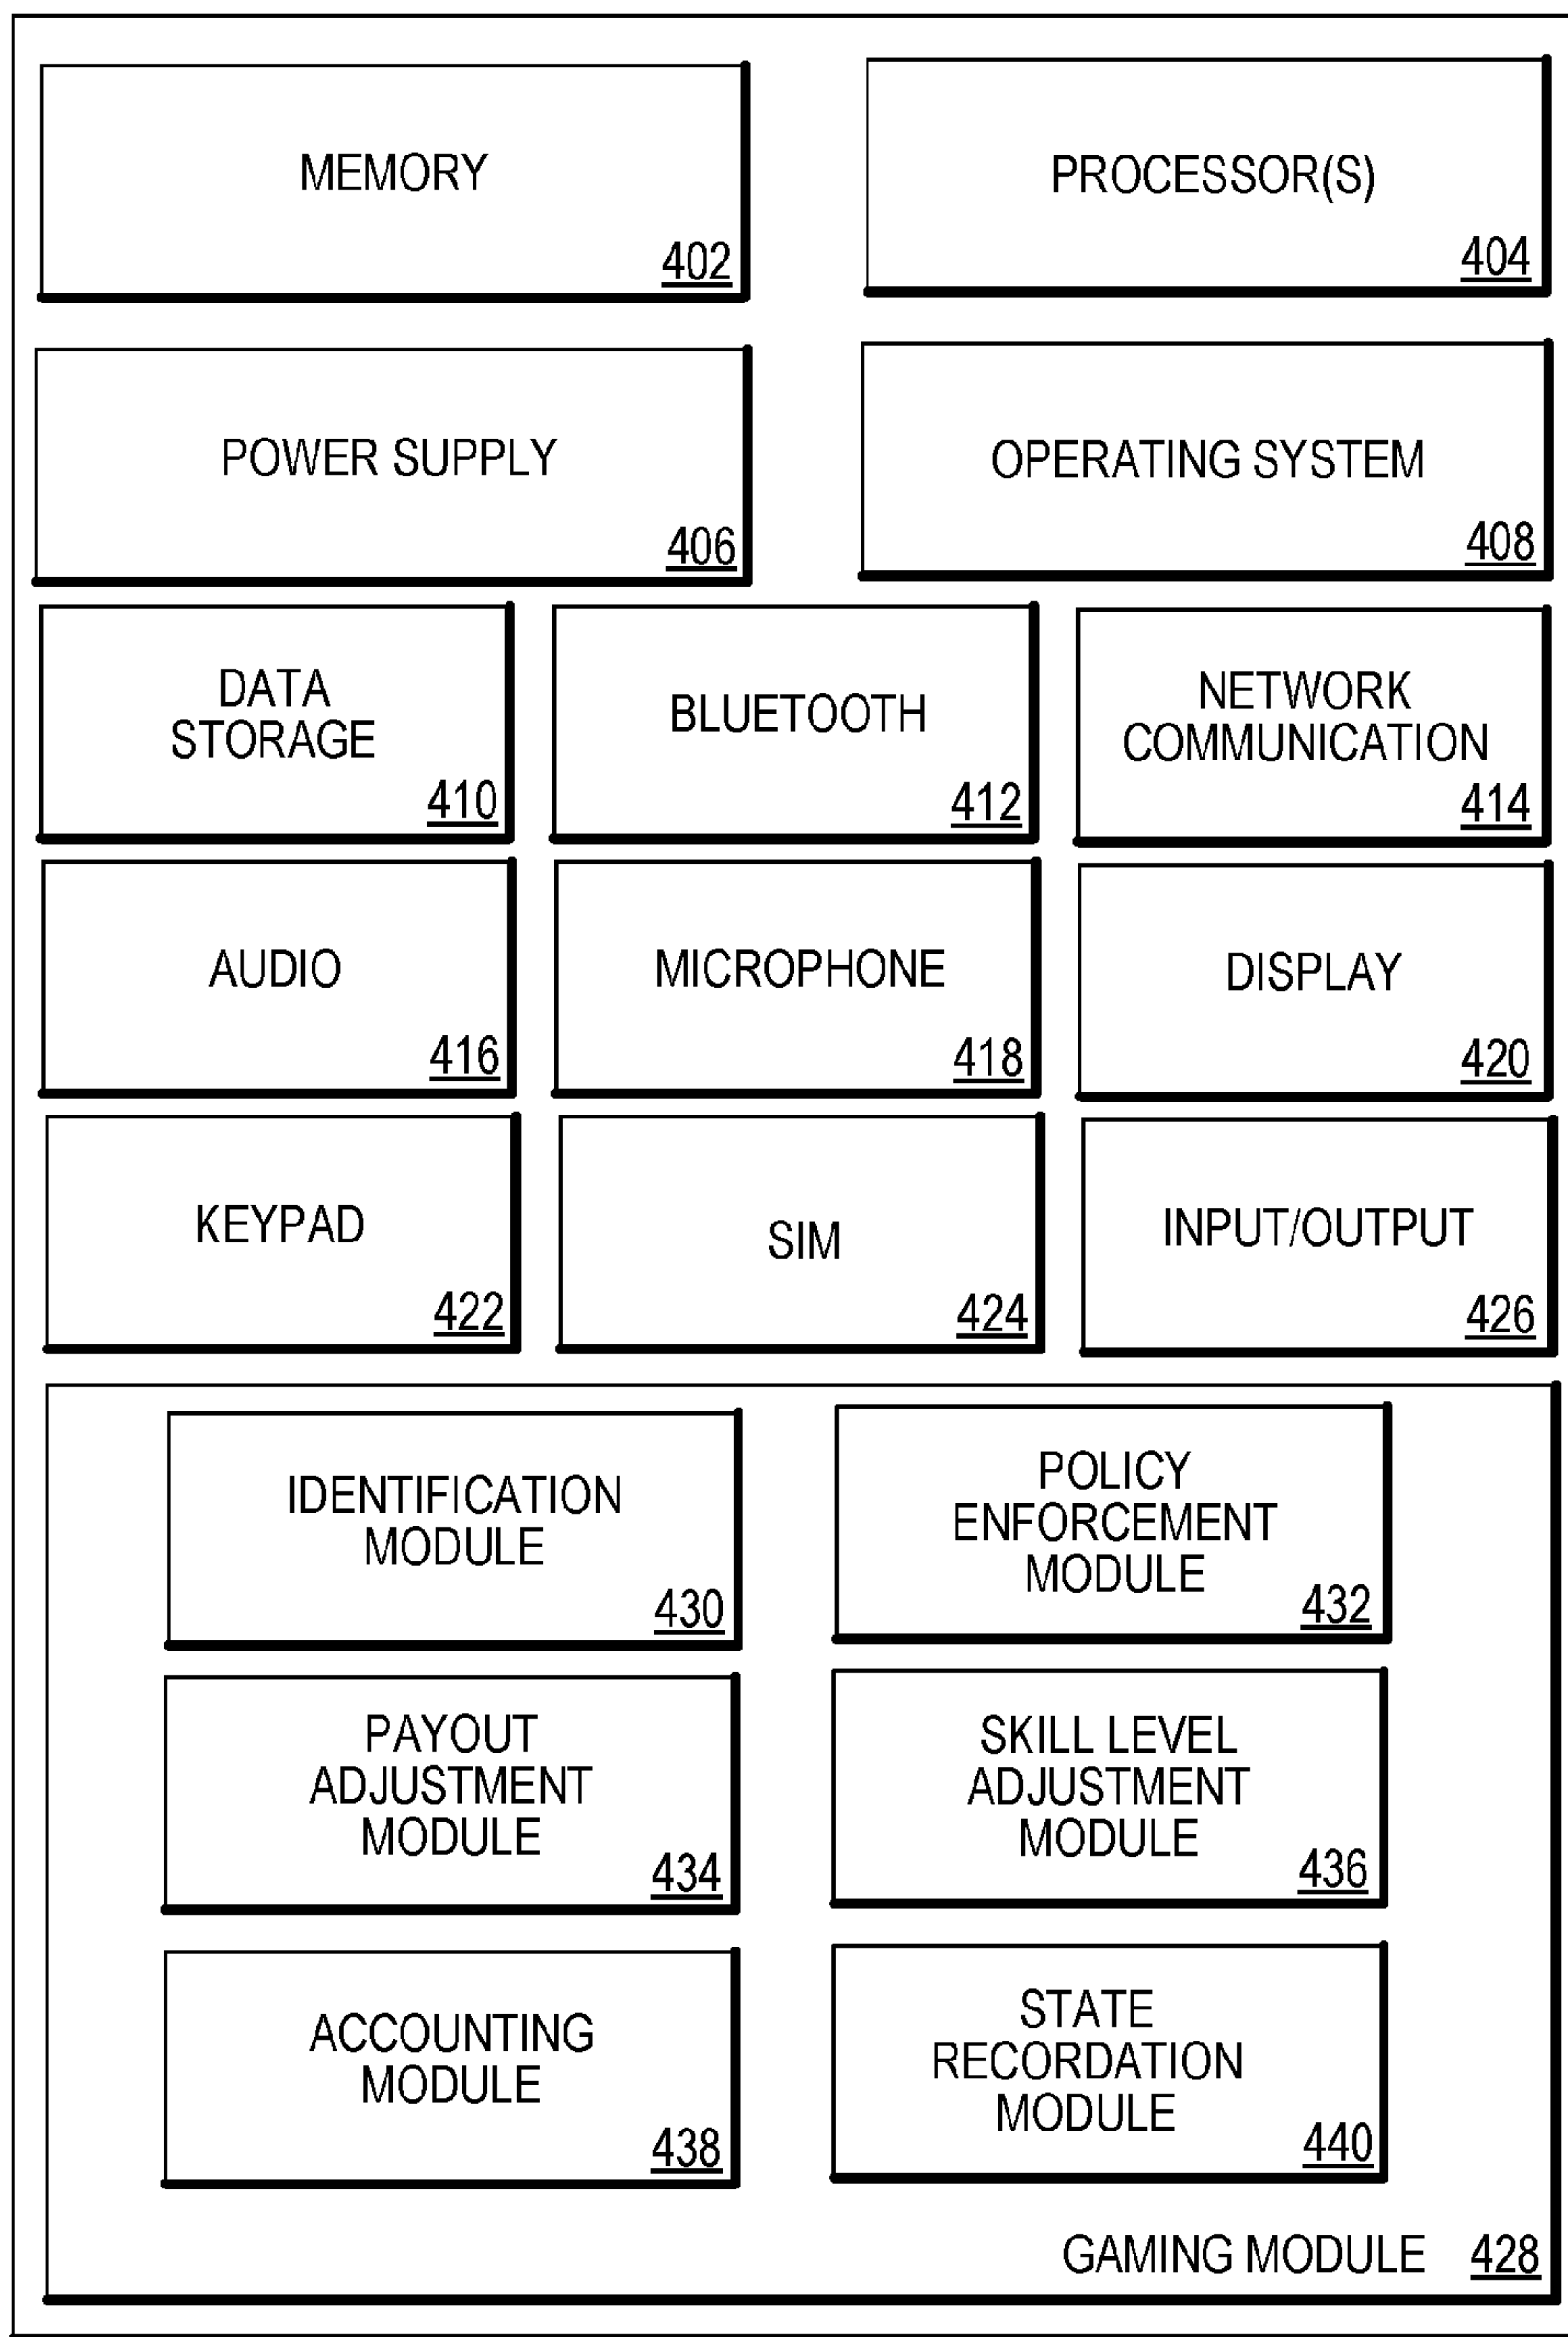 MEMORY
402
PROCESSOR(S)
404
POWER SUPPLY
406
OPERATING SYSTEM
408
DATA
STORAGE
410
BLUETOOTH
412
NETWORK
COMMUNICATION
414
AUDIO
416
MICROPHONE
418
DISPLAY
420
KEYPAD
422
SIM
424
INPUT/OUTPUT
426
IDENTIFICATION
MODULE
430
POLICY
ENFORCEMENT
MODULE
432
PAYOUT
ADJUSTMENT
MODULE
434
SKILL LEVEL
ADJUSTMENT
MODULE
436
ACCOUNTING
MODULE
438
STATE
RECORDATION
MODULE
440
GAMING MODULE 428